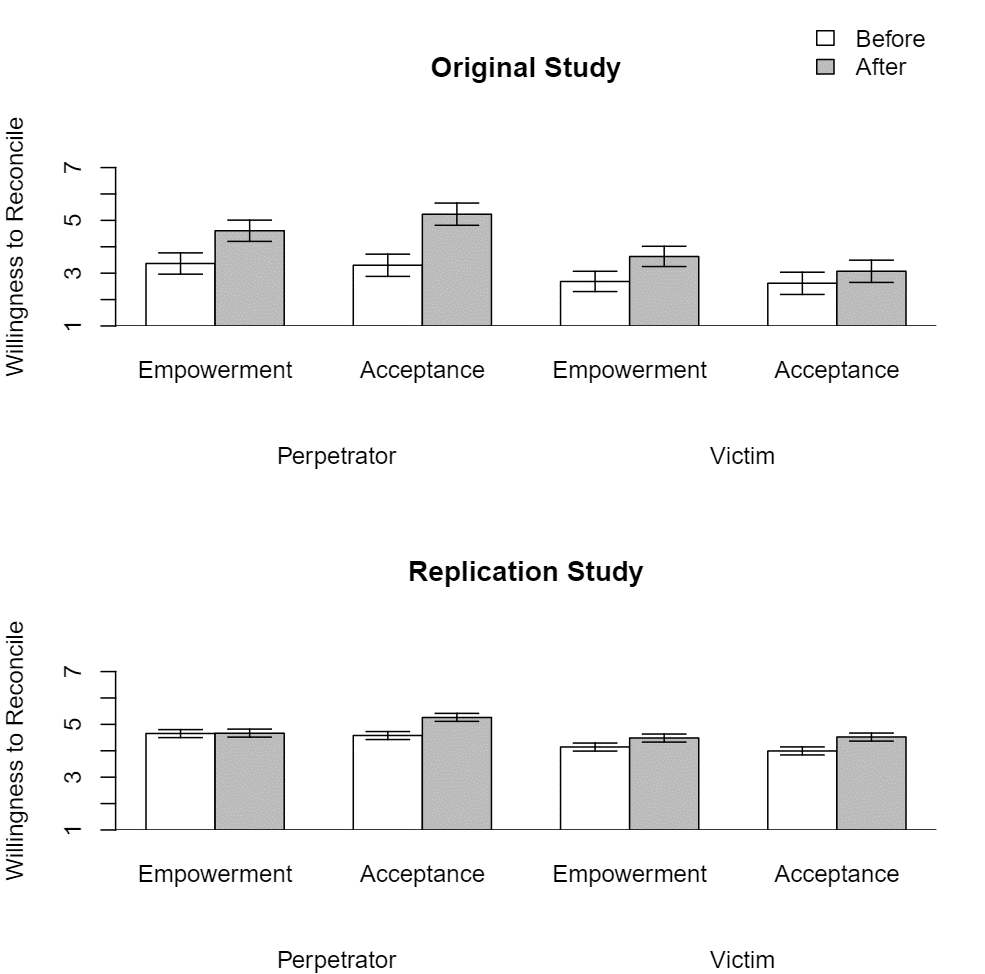 Before
After
Original Study
Willingness to Reconcile
7
5
3
1
Empowerment Acceptance Empowerment Acceptance
Perpetrator Victim
Replication Study
Willingness to Reconcile
7
5
3
1
Empowerment Acceptance Empowerment Acceptance
Perpetrator Victim